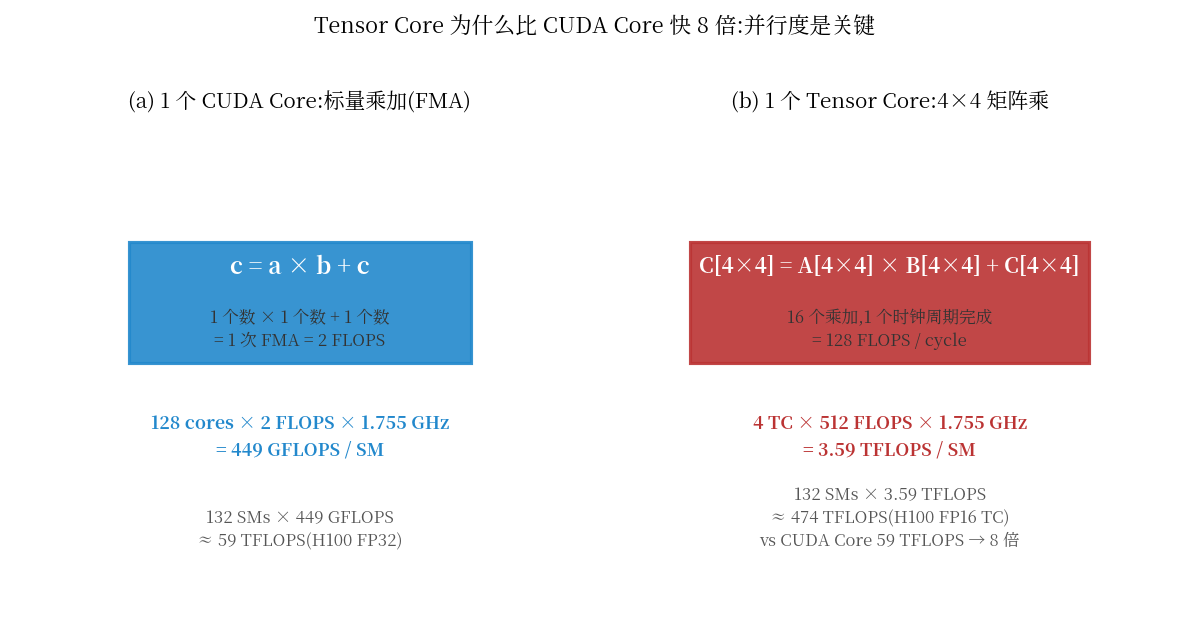 Tensor Core 为什么比 CUDA Core 快 8 倍:并行度是关键
(a) 1 个 CUDA Core:标量乘加(FMA)
c = a × b + c
1 个数 × 1 个数 + 1 个数
= 1 次 FMA = 2 FLOPS
128 cores × 2 FLOPS × 1.755 GHz
= 449 GFLOPS / SM
132 SMs × 449 GFLOPS
≈ 59 TFLOPS(H100 FP32)
(b) 1 个 Tensor Core:4×4 矩阵乘
C[4×4] = A[4×4] × B[4×4] + C[4×4]
16 个乘加,1 个时钟周期完成
= 128 FLOPS / cycle
4 TC × 512 FLOPS × 1.755 GHz
= 3.59 TFLOPS / SM
132 SMs × 3.59 TFLOPS
≈ 474 TFLOPS(H100 FP16 TC)
vs CUDA Core 59 TFLOPS → 8 倍